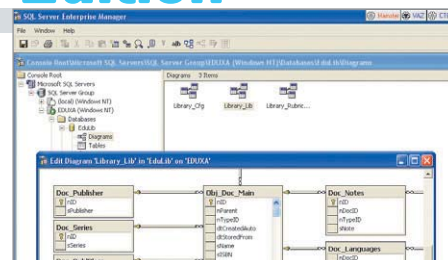 Edition
SQL Server Enterprise Manager
File Window Help
Console Root\Microsoft SQL Servers\SQL Server Group\EDUXA (Windows NT)\Databases\EduLib\Diagrams
Console Root
Microsoft SQL Servers
SQL Server Group
(local) (Windows NT)
EDUXA (Windows NT)
Databases
EduLib
Diagrams
Tables
Diagrams 3 Items
Library_Cfg
Library_Lib
Library_Rubric...
Edit Diagram 'Library_Lib' in 'EduLib' on 'EDUXA'
Doc_Publisher
nID
sPublisher
Doc_Series
nID
sSeries
Obj_Doc_Main
nID
nParent
nTypeID
dtCreatedAuto
dtStoredFrom
sName
sISBN
Doc_Notes
nID
nDocID
nTypeID
sNote
Doc_Languages
nDocID